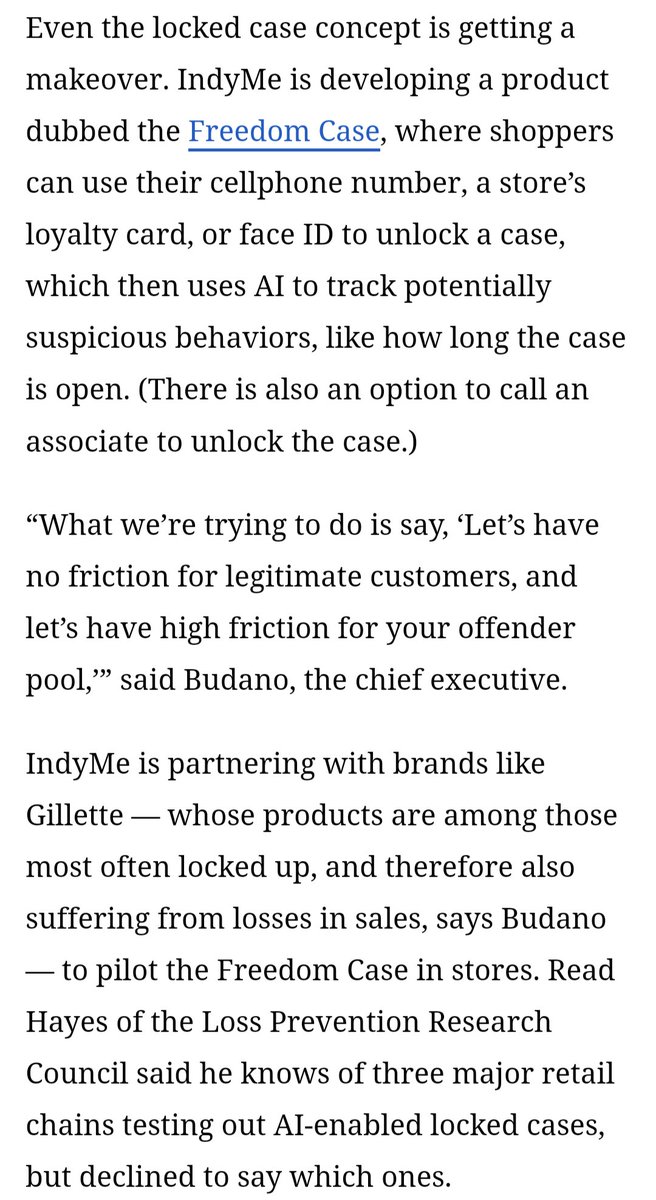 Even the locked case concept is getting a
makeover. IndyMe is developing a product
dubbed the Freedom Case, where shoppers
can use their cellphone number, a store’s
loyalty card, or face ID to unlock a case,
which then uses AI to track potentially
suspicious behaviors, like how long the case
is open. (There is also an option to call an
associate to unlock the case.)
“What we’re trying to do is say, ‘Let’s have
no friction for legitimate customers, and
let’s have high friction for your offender
pool,’” said Budano, the chief executive.
IndyMe is partnering with brands like
Gillette — whose products are among those
most often locked up, and therefore also
suffering from losses in sales, says Budano
— to pilot the Freedom Case in stores. Read
Hayes of the Loss Prevention Research
Council said he knows of three major retail
chains testing out AI-enabled locked cases,
but declined to say which ones.